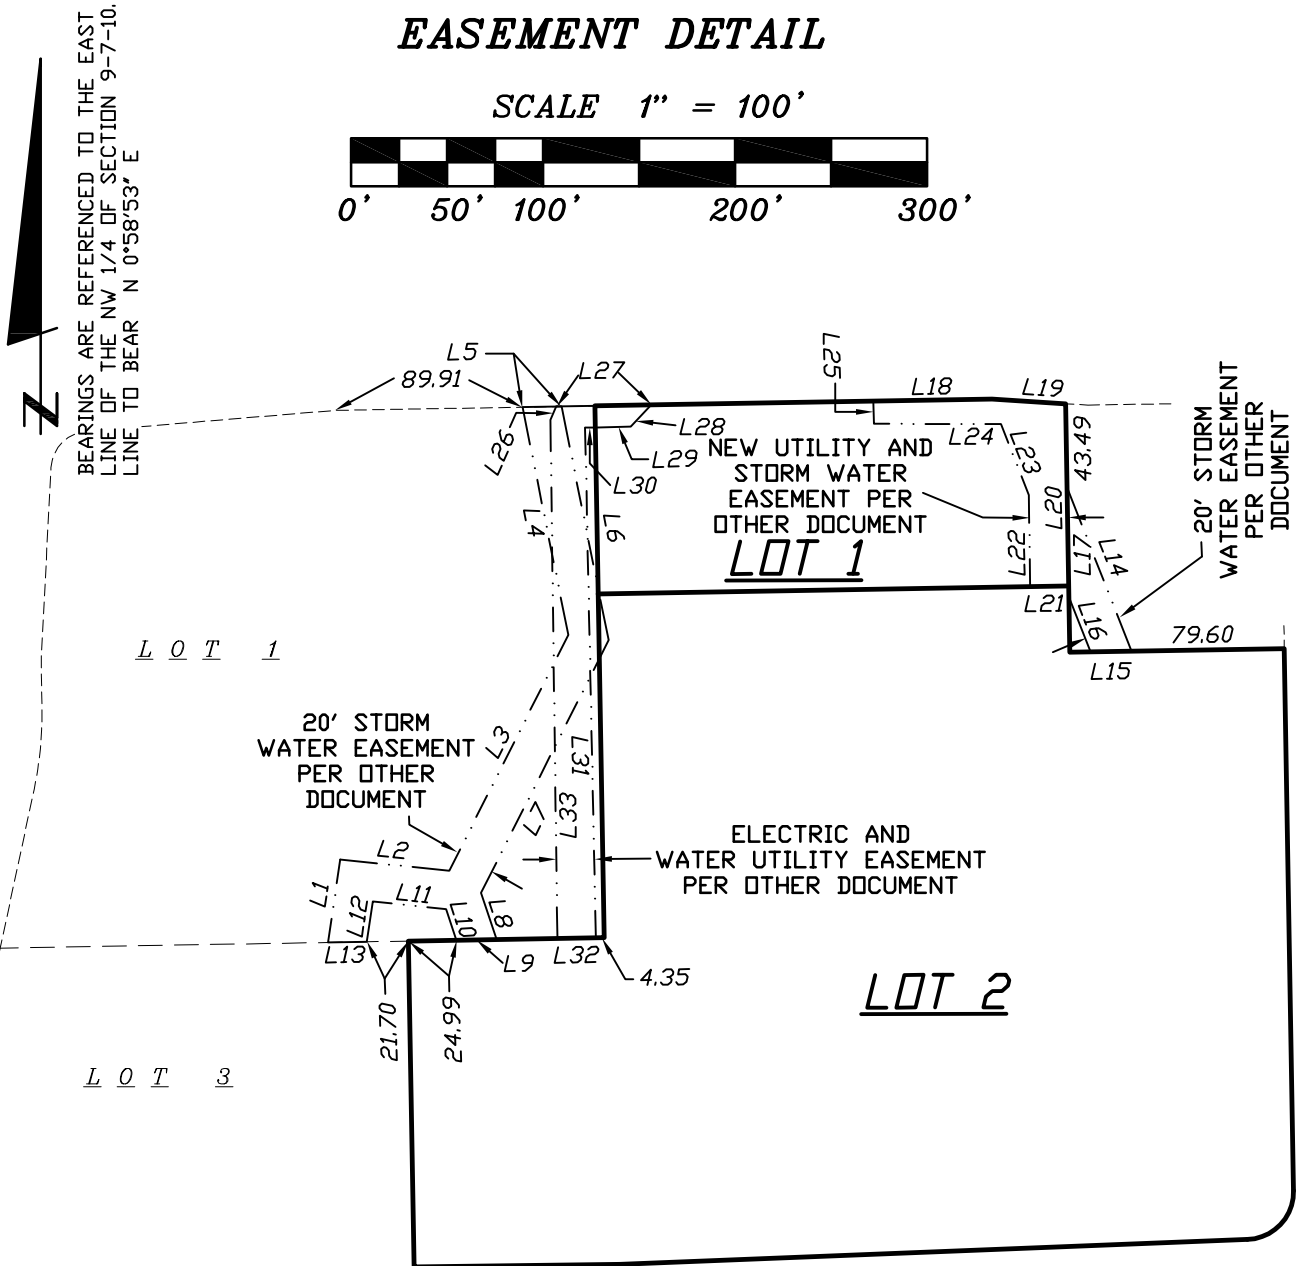 EASEMENT DETAIL
SCALE 1" = 100'
0' 50' 100' 200' 300'
BEARINGS ARE REFERENCED TO THE EAST
LINE OF THE NW 1/4 OF SECTION 9-7-10.
LINE TO BEAR N 0°58'53" E
N
L5
89.91
L27
L25
L18
L19
L26
L28
L29
L30
L24
L23
43.49
L20
20' STORM
WATER EASEMENT
PER OTHER
DOCUMENT
NEW UTILITY AND
STORM WATER
EASEMENT PER
OTHER DOCUMENT
L4
L6
LOT 1
L22
L17
L14
L21
L16
L15
79.60
LOT 1
20' STORM
WATER EASEMENT
PER OTHER
DOCUMENT
L3
L31
L7
L33
ELECTRIC AND
WATER UTILITY EASEMENT
PER OTHER DOCUMENT
L2
L1
L11
L12
L10
L8
L13
L9
L32
4.35
21.70
24.99
LOT 2
LOT 3